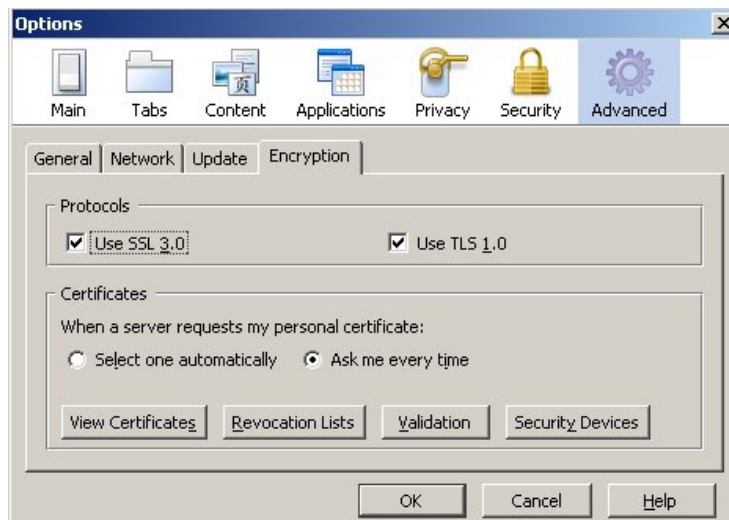 Options
Main Tabs Content Applications Privacy Security Advanced
General Network Update Encryption
Protocols
Use SSL 3.0 Use TLS 1.0
Certificates
When a server requests my personal certificate:
Select one automatically Ask me every time
View Certificates Revocation Lists Validation Security Devices
OK Cancel Help
页